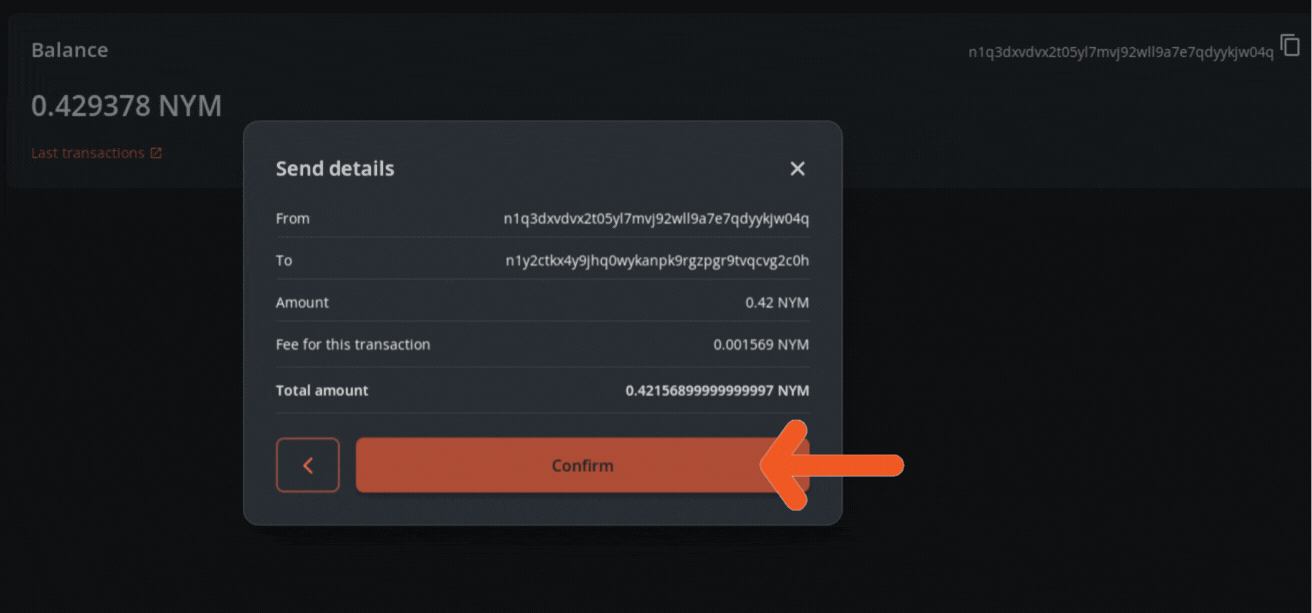 Balance
n1q3dxvdvx2t05yl7mvj92wll9a7e7qdyykjw04q
0.429378 NYM
Last transactions
Send details
From n1q3dxvdvx2t05yl7mvj92wll9a7e7qdyykjw04q
To n1y2ctkx4y9jhq0wykanpk9rgzpgr9tvqcvg2c0h
Amount 0.42 NYM
Fee for this transaction 0.001569 NYM
Total amount 0.42156899999999997 NYM
Confirm